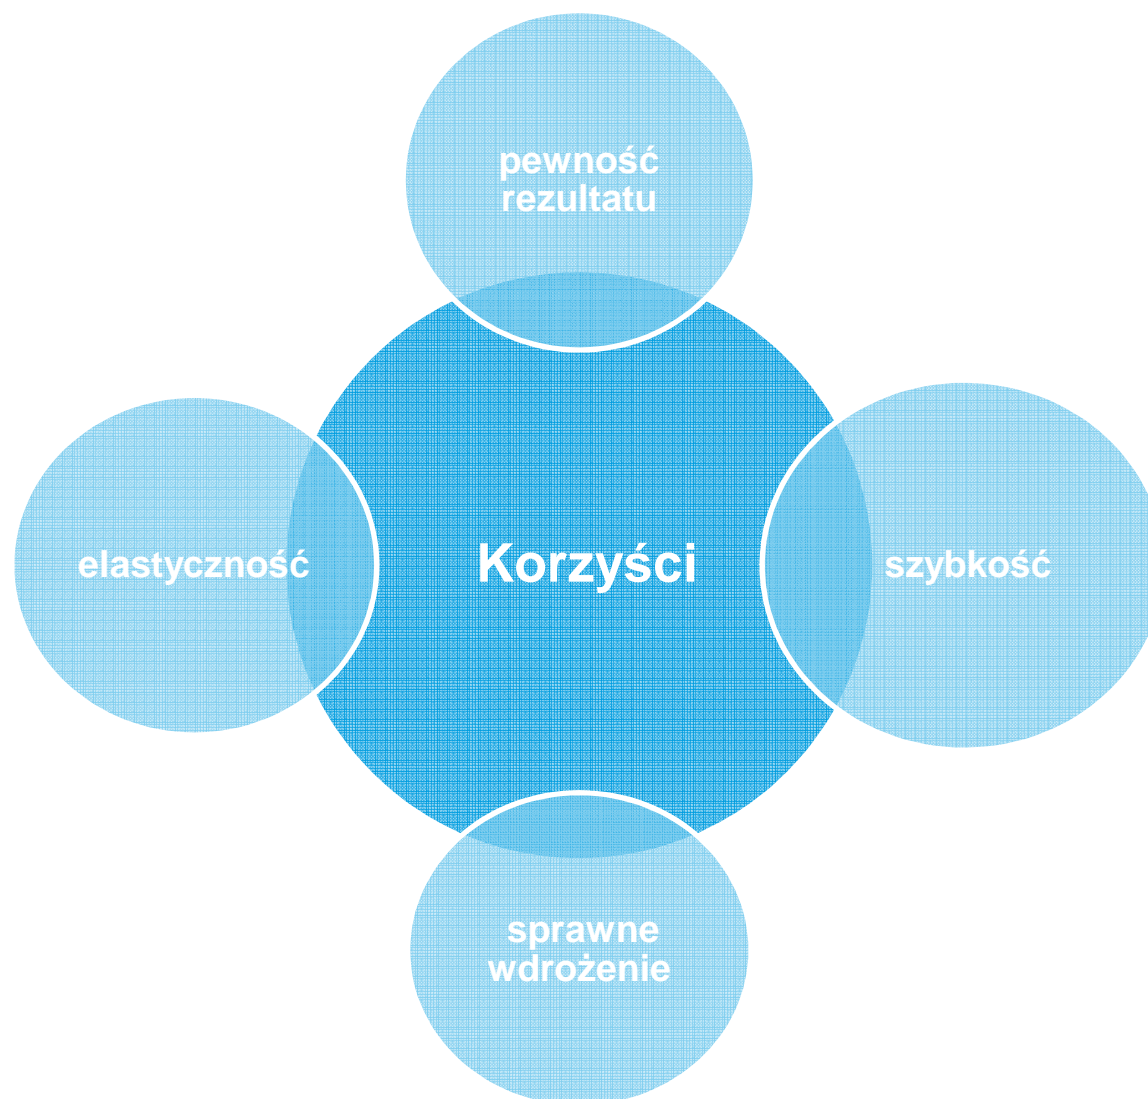 pewność
rezultatu
elastyczność
Korzyści
szybkość
sprawne
wdrożenie